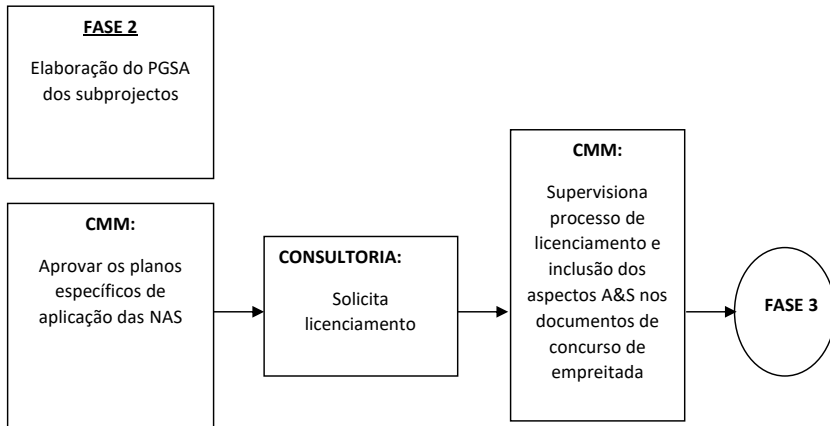 FASE 2
Elaboração do PGSA
dos subprojectos
CMM:
Aprovar os planos
específicos de
aplicação das NAS
CONSULTORIA:
Solicita
licenciamento
CMM:
Supervisiona
processo de
licenciamento e
inclusão dos
aspectos A&S nos
documentos de
concurso de
empreitada
FASE 3